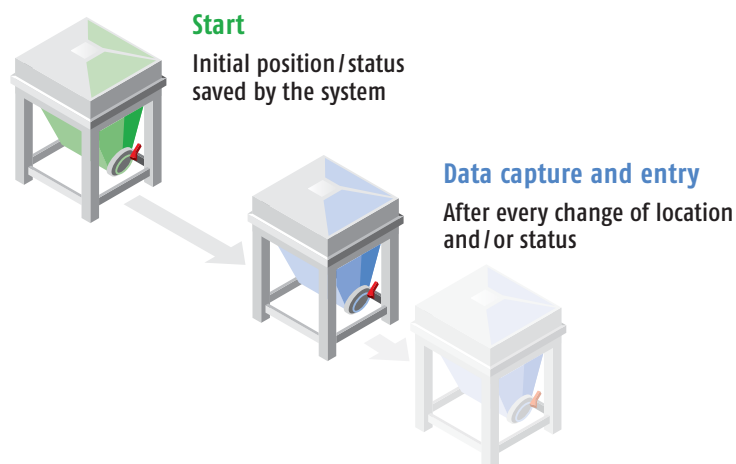 Start
Initial position/status
saved by the system
Data capture and entry
After every change of location
and/or status